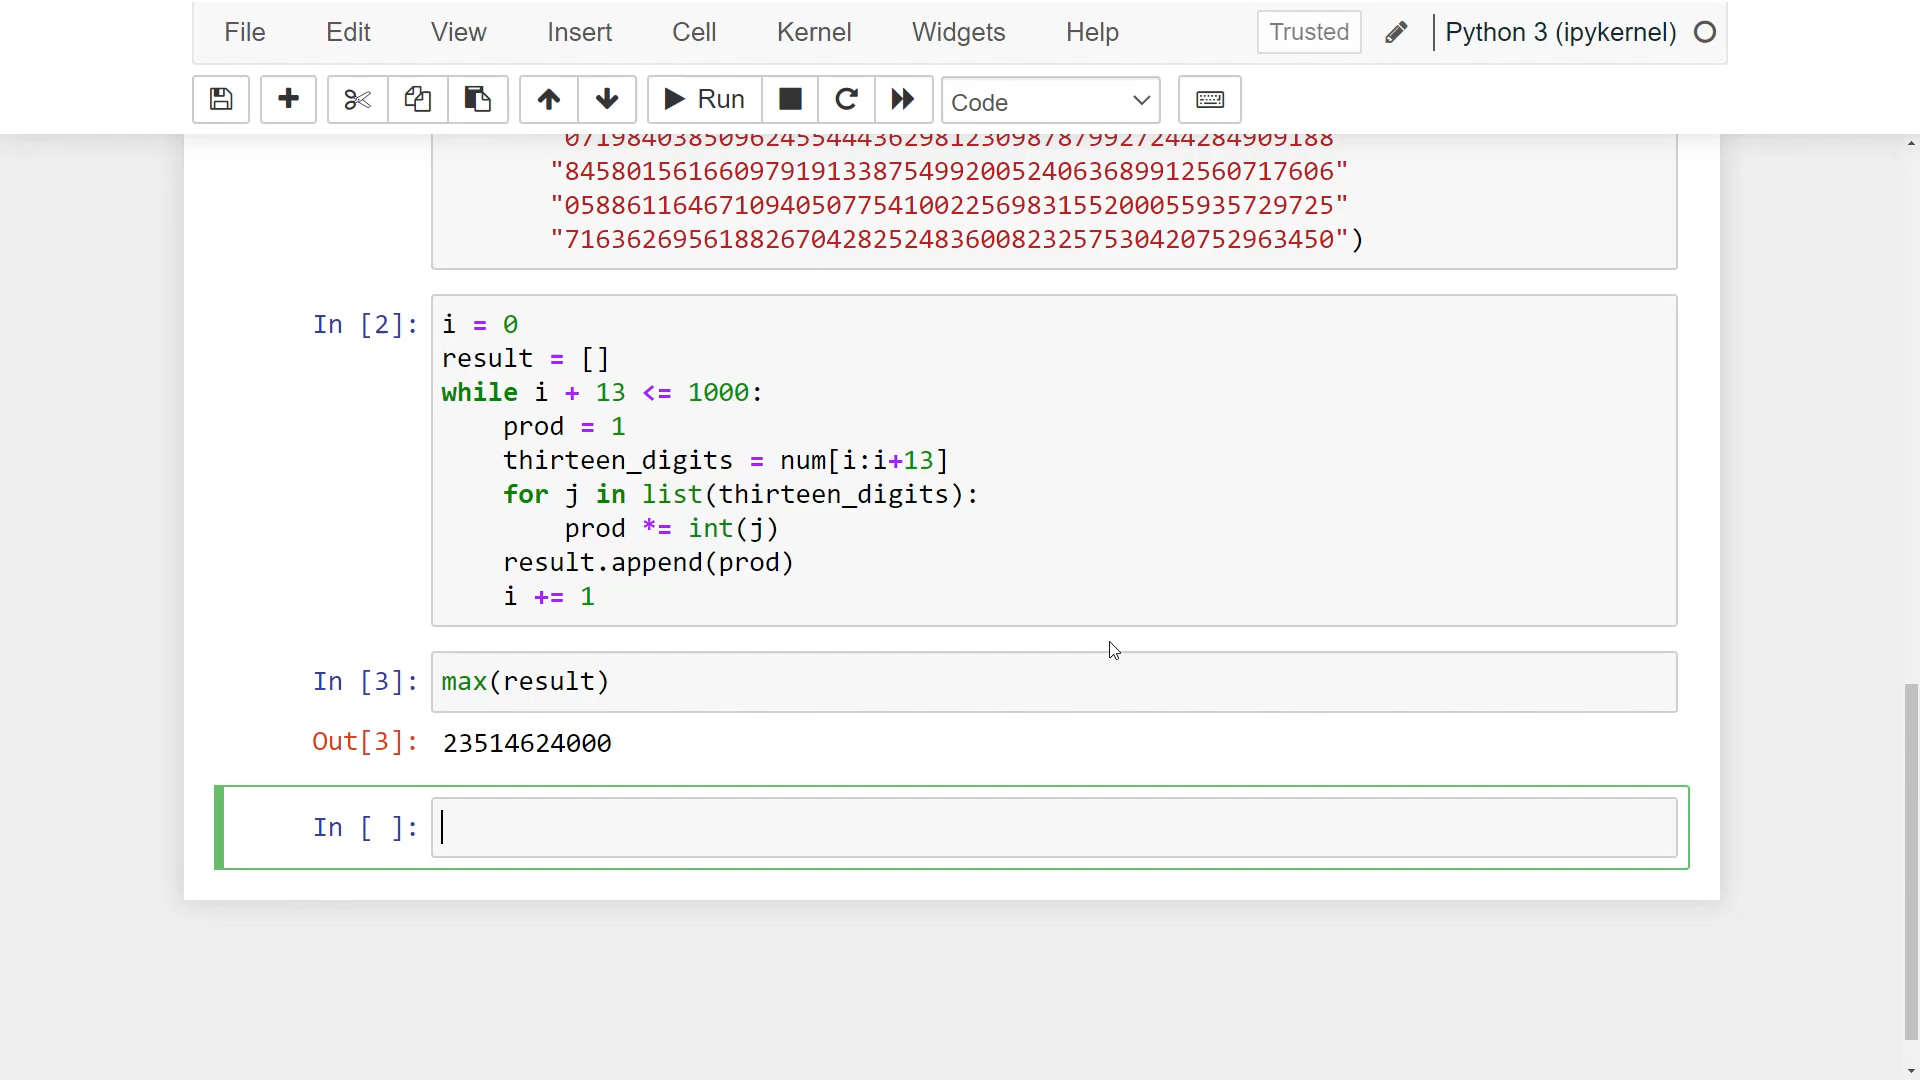 File Edit View Insert Cell Kernel Widgets Help Trusted Python 3 (ipykernel)
Run Code
07198403850962455444362981230987879927244284909188
"84580156166097919133875499200524063689912560717606"
"05886116467109405077541002256983155200055935729725"
"71636269561882670428252483600823257530420752963450")
In [2]: i = 0
result = []
while i + 13 <= 1000:
    prod = 1
    thirteen_digits = num[i:i+13]
    for j in list(thirteen_digits):
        prod *= int(j)
    result.append(prod)
    i += 1
In [3]: max(result)
Out[3]: 23514624000
In [ ]: